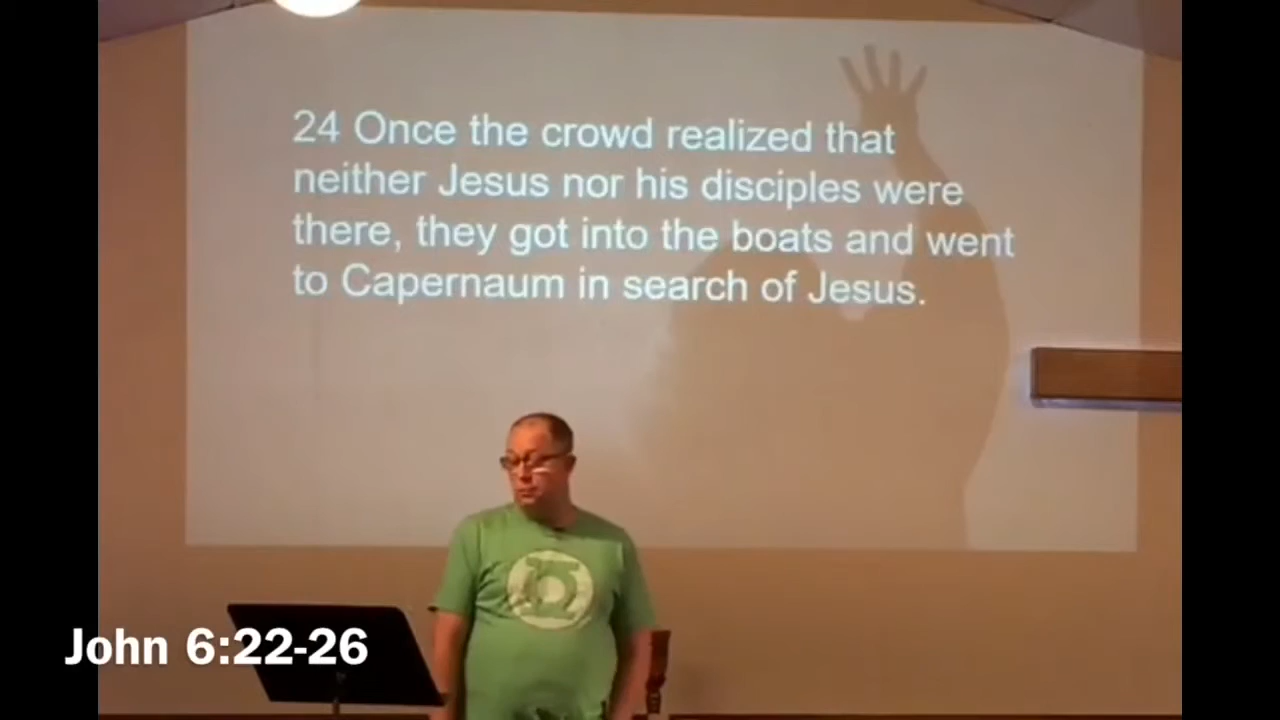 24 Once the crowd realized that
neither Jesus nor his disciples were
there, they got into the boats and went
to Capernaum in search of Jesus.
John 6:22-26